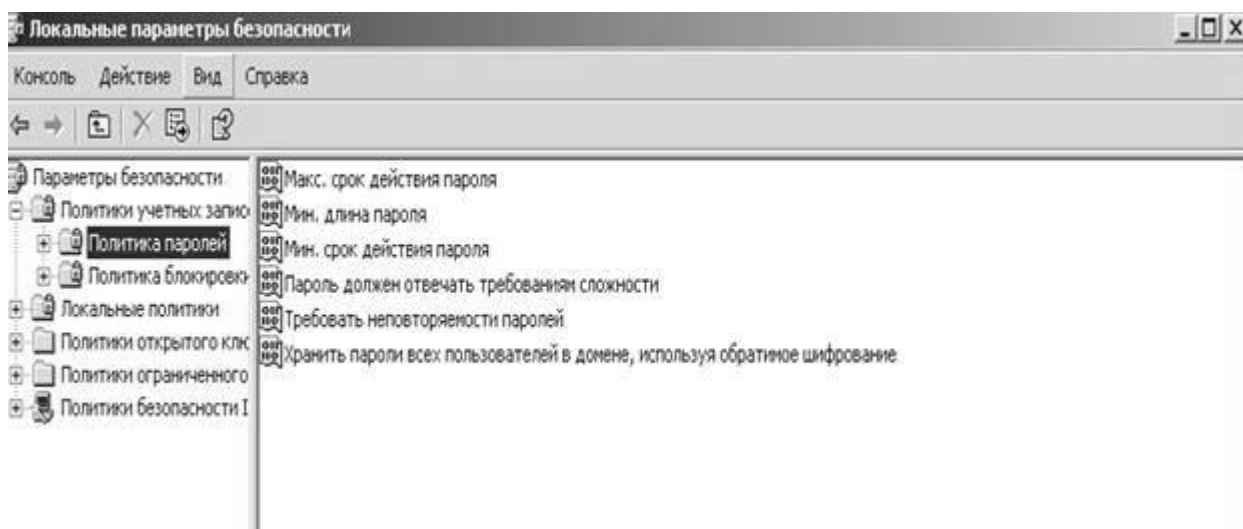 Локальные параметры безопасности
Консоль Действие Вид Справка
Параметры безопасности
Политики учетных запис
Политика паролей
Политика блокировки
Локальные политики
Политики открытого клю
Политики ограниченного
Политики безопасности I
Макс. срок действия пароля
Мин. длина пароля
Мин. срок действия пароля
Пароль должен отвечать требованиям сложности
Требовать неповторяемости паролей
Хранить пароли всех пользователей в домене, используя обратимое шифрование